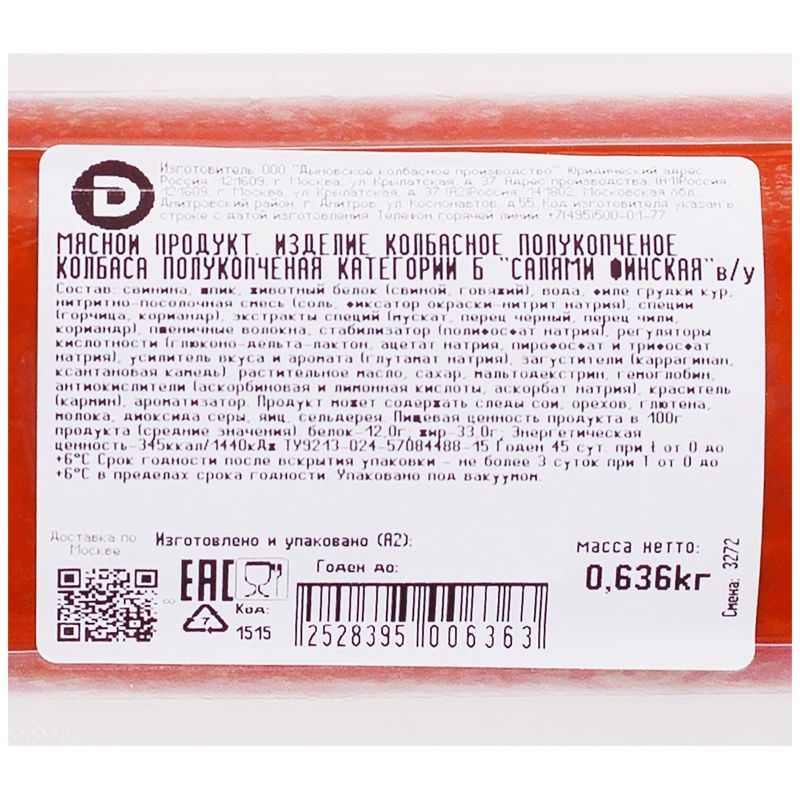 D
Изготовитель: ООО "Дымовское колбасное производство" Юридический адрес:
Россия, 121609, г. Москва, ул. Крылатская, д. 37 Адрес производства: (Н1)Россия,
121609, г. Москва, ул. Крылатская, д. 37 (А2)Россия, 141802, Московская обл.,
Дмитровский район, г. Дмитров, ул. Космонавтов, д.55. Код изготовителя указан в
строке с датой изготовления. Телефон горячей линии: +7(495)500-01-77
МЯСНОЙ ПРОДУКТ. ИЗДЕЛИЕ КОЛБАСНОЕ ПОЛУКОПЧЕНОЕ
КОЛБАСА ПОЛУКОПЧЕНАЯ КАТЕГОРИИ Б "САЛЯМИ ФИНСКАЯ"в/у
Состав: свинина, шпик, животный белок (свиной, говяжий), вода, филе грудки кур,
нитритно-посолочная смесь (соль, фиксатор окраски-нитрит натрия), специи
(горчица, кориандр), экстракты специй (мускат, перец черный, перец чили,
кориандр), пшеничные волокна, стабилизатор (полифосфат натрия), регуляторы
кислотности (глюконо-дельта-лактон, ацетат натрия, пирофосфат и трифосфат
натрия), усилитель вкуса и аромата (глутамат натрия), загустители (каррагинан,
ксантановая камедь), растительное масло, сахар, мальтодекстрин, гемоглобин,
антиокислители (аскорбиновая и лимонная кислоты, аскорбат натрия), краситель
(кармин), ароматизатор. Продукт может содержать следы сои, орехов, глютена,
молока, диоксида серы, яиц, сельдерея. Пищевая ценность продукта в 100г
продукта (средние значения): белок-12,0г; жир-33,0г; Энергетическая
ценность-345ккал/1440кДж ТУ9213-024-57084488-15 Годен 45 сут. при t от 0 до
+6°С Срок годности после вскрытия упаковки - не более 3 суток при Т от 0 до
+6°С в пределах срока годности. Упаковано под вакуумом.
Доставка по
Москве
Изготовлено и упаковано (А2):
Годен до:
масса нетто:
0,636кг
Смена: 3272
EAC
7
Код:
1515
2528395 006363